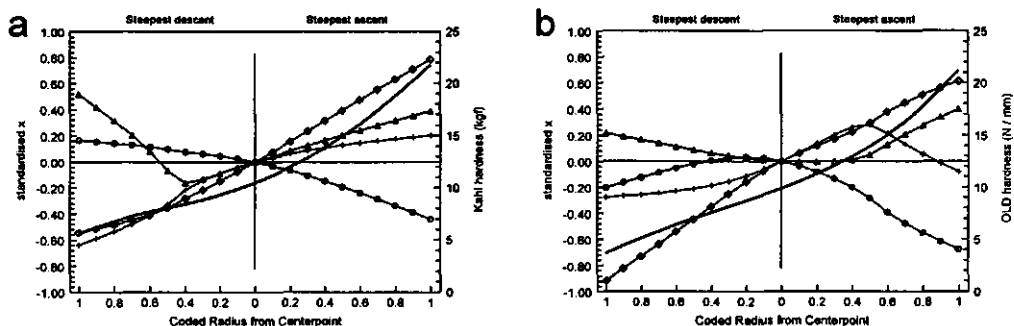 a
Steepest descent Steepest ascent
1.00
0.80
0.60
0.40
0.20
0.00
-0.20
-0.40
-0.60
-0.80
-1.00
standardised x
25
20
15
10
5
0
Kahl hardness (kgf)
1 0.8 0.6 0.4 0.2 0 0.2 0.4 0.6 0.8 1
Coded Radius from Centerpoint
b
Steepest descent Steepest ascent
1.00
0.80
0.60
0.40
0.20
0.00
-0.20
-0.40
-0.60
-0.80
-1.00
standardised x
25
20
15
10
5
0
OLD hardness (N / mm)
1 0.8 0.6 0.4 0.2 0 0.2 0.4 0.6 0.8 1
Coded Radius from Centerpoint